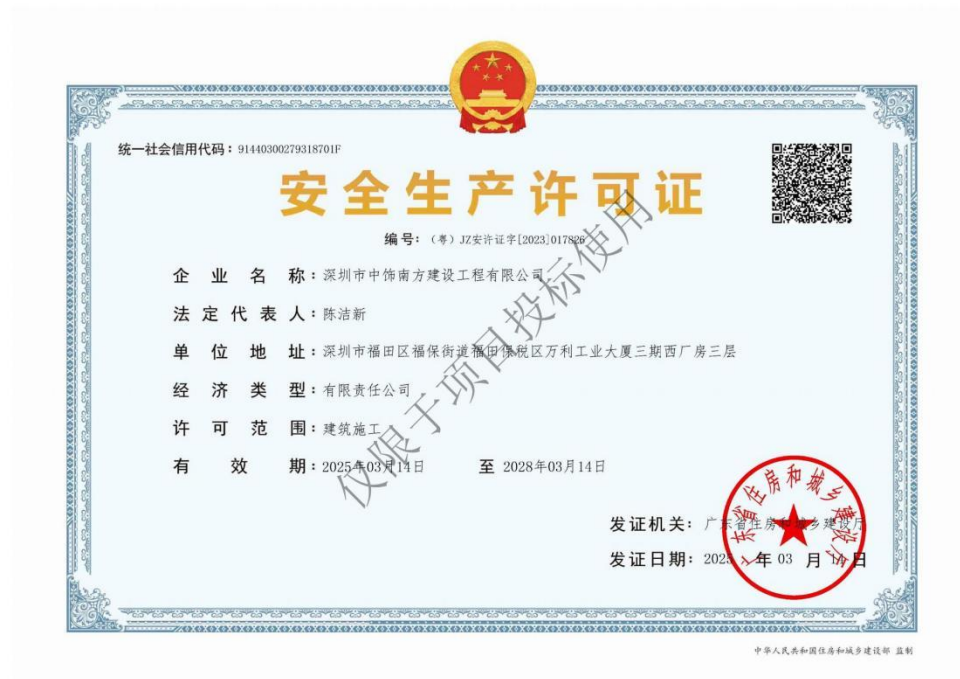 统一社会信用代码：91440300279318701F
安全生产许可证
编号：（粤）JZ安许证字[2023]017826
企业名称：深圳市中饰南方建设工程有限公司
法定代表人：陈洁新
单位地址：深圳市福田区福保街道福田保税区万利工业大厦三期西厂房三层
经济类型：有限责任公司
许可范围：建筑施工
有效期：2025年03月14日 至 2028年03月14日
发证机关：广东省住房和城乡建设厅
发证日期：2025年03月 日
广东省住房和城乡建设厅
仅限于项目投标使用
中华人民共和国住房和城乡建设部 监制